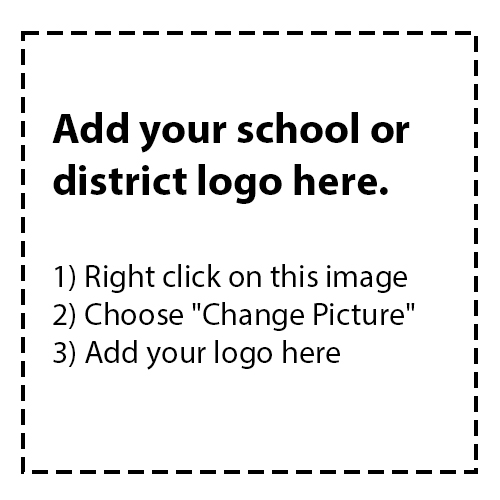 Add your school or
district logo here.
1) Right click on this image
2) Choose "Change Picture"
3) Add your logo here